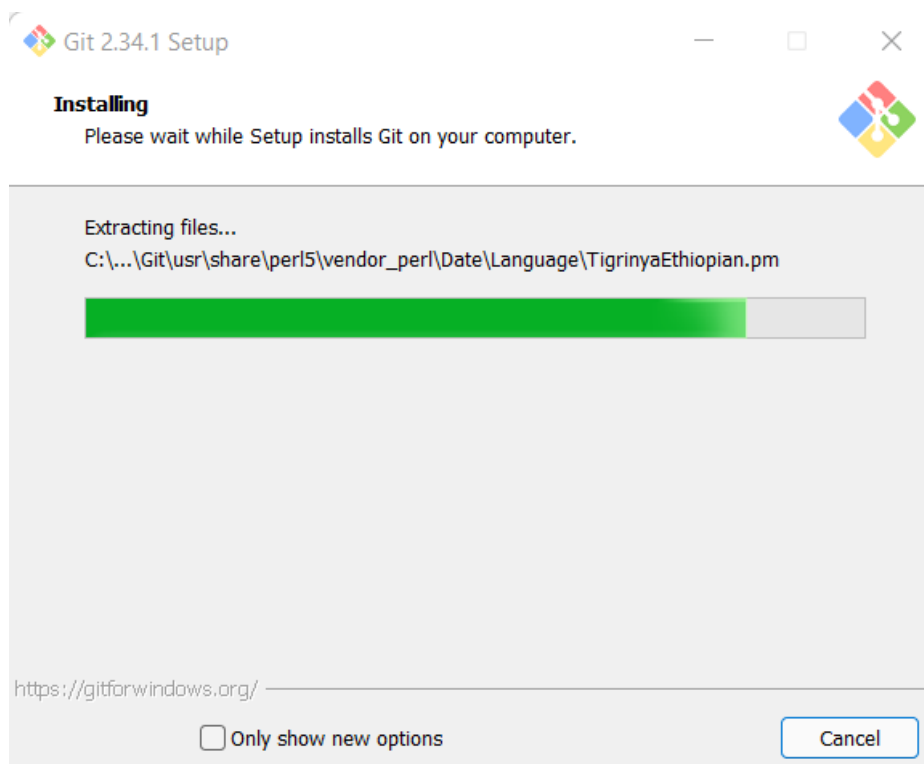 Git 2.34.1 Setup
Installing
Please wait while Setup installs Git on your computer.
Extracting files...
C:\...\Git\usr\share\perl5\vendor_perl\Date\Language\TigrinyaEthiopian.pm
https://gitforwindows.org/
Only show new options
Cancel